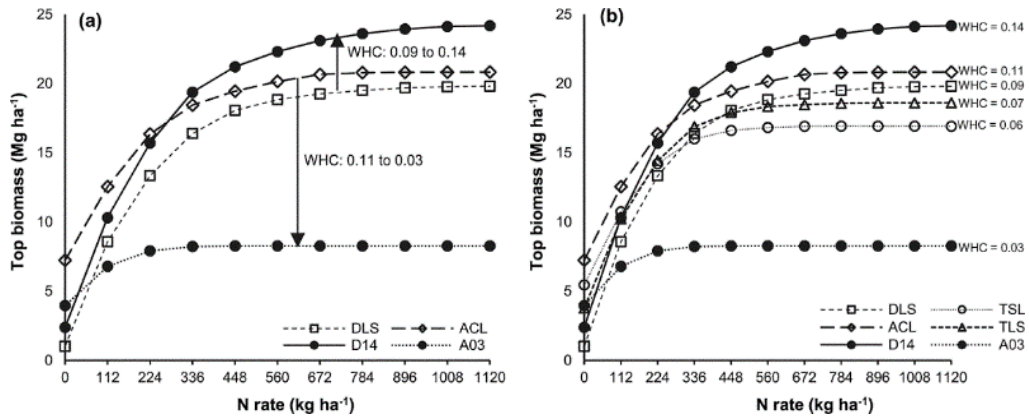 (a)
Top biomass (Mg ha⁻¹)
25
20
15
10
5
0
WHC: 0.09 to 0.14
WHC: 0.11 to 0.03
DLS ACL
D14 A03
0 112 224 336 448 560 672 784 896 1008 1120
N rate (kg ha⁻¹)
(b)
Top biomass (Mg ha⁻¹)
25
20
15
10
5
0
WHC = 0.14
WHC = 0.11
WHC = 0.09
WHC = 0.07
WHC = 0.06
WHC = 0.03
DLS TSL
ACL TLS
D14 A03
0 112 224 336 448 560 672 784 896 1008 1120
N rate (kg ha⁻¹)